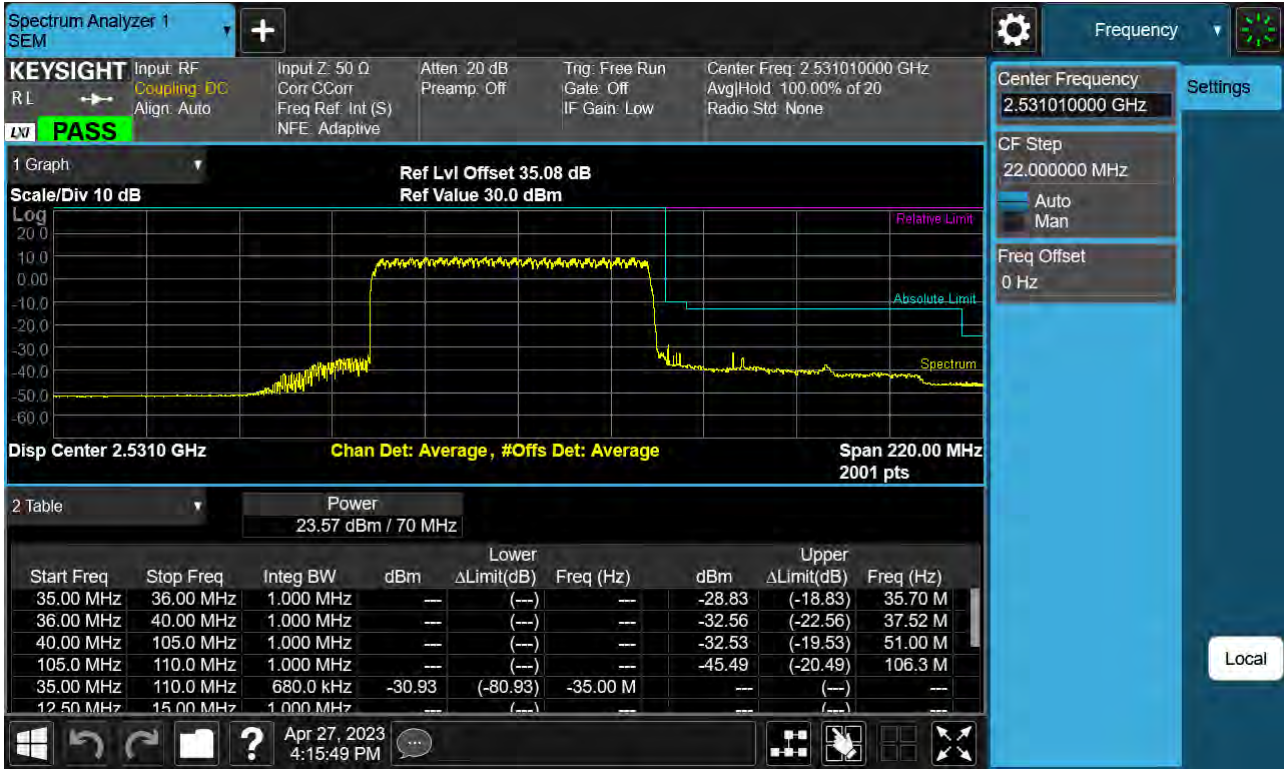 Spectrum Analyzer 1
SEM
+
Frequency
KEYSIGHT
R L
LXI
PASS
Input: RF
Coupling: DC
Align: Auto
Input Z: 50 Ω
Corr CCorr
Freq Ref: Int (S)
NFE: Adaptive
Atten: 20 dB
Preamp: Off
Trig: Free Run
Gate: Off
IF Gain: Low
Center Freq: 2.531010000 GHz
Avg|Hold: 100.00% of 20
Radio Std: None
Center Frequency
2.531010000 GHz
Settings
CF Step
22.000000 MHz
Auto
Man
Freq Offset
0 Hz
Local
1 Graph
Scale/Div 10 dB
Ref Lvl Offset 35.08 dB
Ref Value 30.0 dBm
Log
20.0
10.0
0.00
-10.0
-20.0
-30.0
-40.0
-50.0
-60.0
Relative Limit
Absolute Limit
Spectrum
Disp Center 2.5310 GHz
Chan Det: Average , #Offs Det: Average
Span 220.00 MHz
2001 pts
2 Table
Power
23.57 dBm / 70 MHz
Lower Upper
Start Freq Stop Freq Integ BW dBm ΔLimit(dB) Freq (Hz) dBm ΔLimit(dB) Freq (Hz)
35.00 MHz 36.00 MHz 1.000 MHz --- (---) --- -28.83 (-18.83) 35.70 M
36.00 MHz 40.00 MHz 1.000 MHz --- (---) --- -32.56 (-22.56) 37.52 M
40.00 MHz 105.0 MHz 1.000 MHz --- (---) --- -32.53 (-19.53) 51.00 M
105.0 MHz 110.0 MHz 1.000 MHz --- (---) --- -45.49 (-20.49) 106.3 M
35.00 MHz 110.0 MHz 680.0 kHz -30.93 (-80.93) -35.00 M --- (---) ---
12.50 MHz 15.00 MHz 1.000 MHz --- (---) --- --- (---) ---
?
Apr 27, 2023
4:15:49 PM